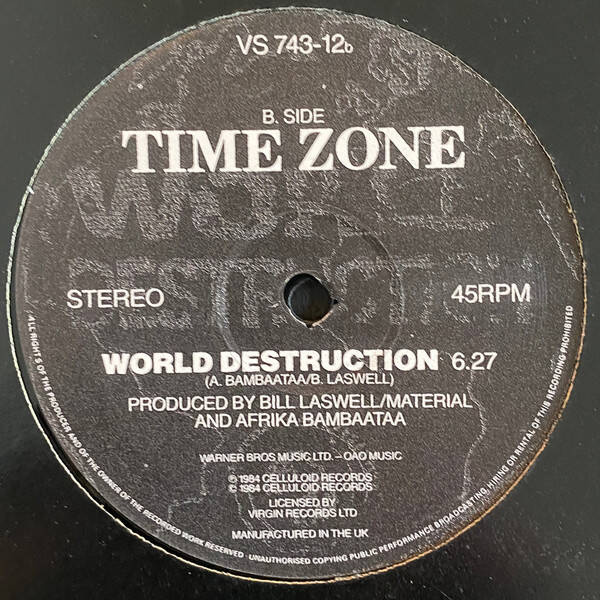 VS 743-12b
B. SIDE
TIME ZONE
WORLD
DESTRUCTION
STEREO
45RPM
WORLD DESTRUCTION 6.27
(A. BAMBAATAA/B. LASWELL)
PRODUCED BY BILL LASWELL/MATERIAL
AND AFRIKA BAMBAATAA
WARNER BROS MUSIC LTD. – OAO MUSIC
℗ 1984 CELLULOID RECORDS
© 1984 CELLULOID RECORDS
LICENSED BY
VIRGIN RECORDS LTD
MANUFACTURED IN THE UK
ALL RIGHTS OF THE PRODUCER AND OF THE OWNER OF THE RECORDED WORK RESERVED · UNAUTHORISED COPYING PUBLIC PERFORMANCE BROADCASTING, HIRING OR RENTAL OF THIS RECORDING PROHIBITED